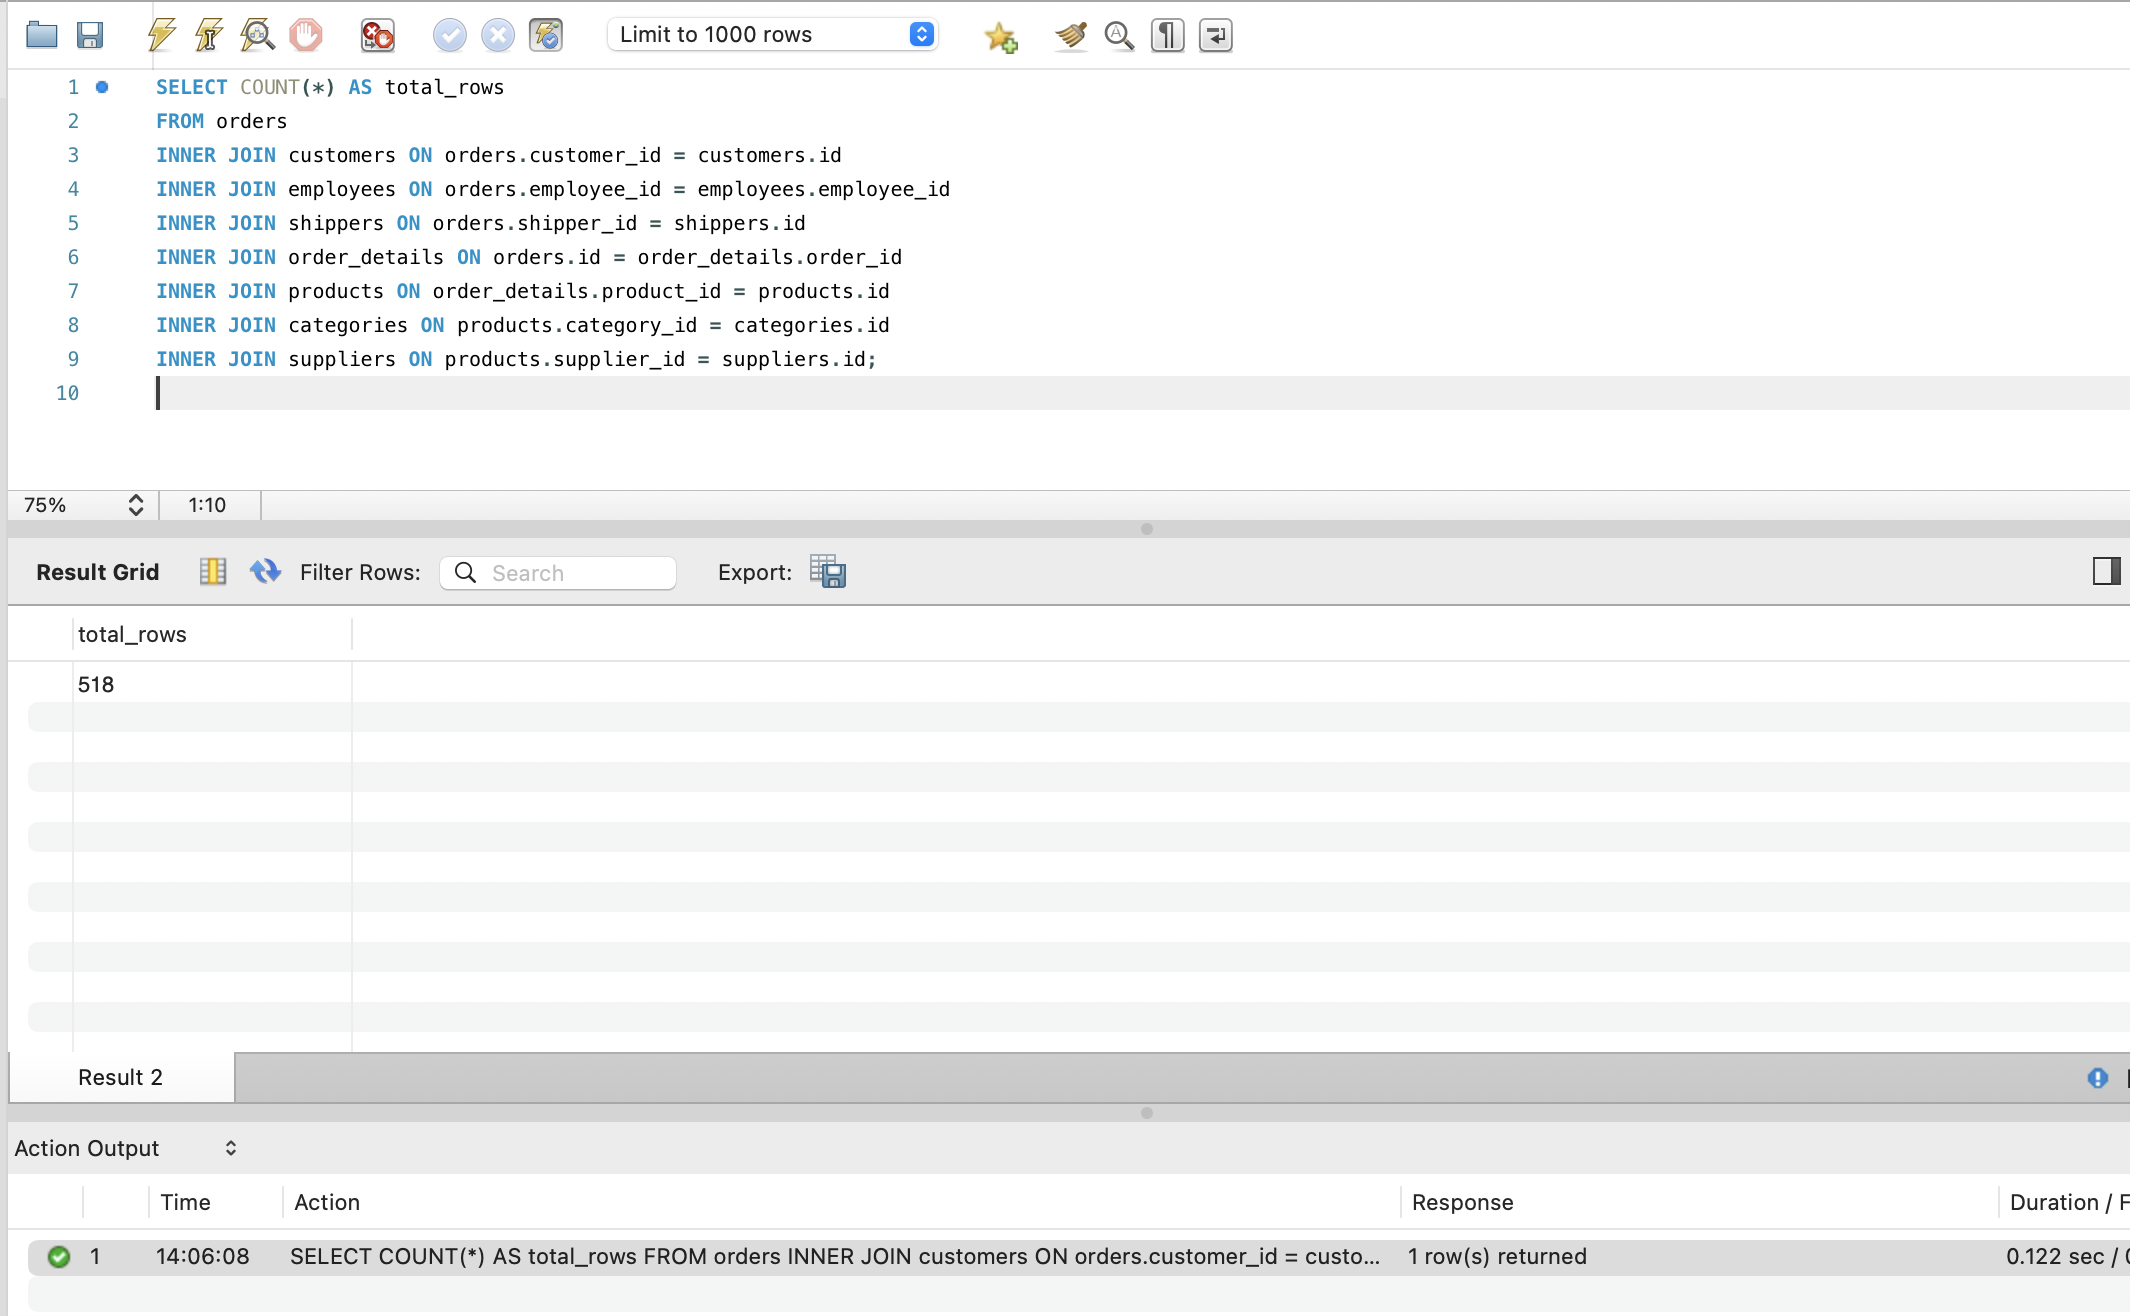 Limit to 1000 rows
1 SELECT COUNT(*) AS total_rows
2 FROM orders
3 INNER JOIN customers ON orders.customer_id = customers.id
4 INNER JOIN employees ON orders.employee_id = employees.employee_id
5 INNER JOIN shippers ON orders.shipper_id = shippers.id
6 INNER JOIN order_details ON orders.id = order_details.order_id
7 INNER JOIN products ON order_details.product_id = products.id
8 INNER JOIN categories ON products.category_id = categories.id
9 INNER JOIN suppliers ON products.supplier_id = suppliers.id;
10
75% 1:10
Result Grid Filter Rows: Search Export:
total_rows
518
Result 2
Action Output
Time Action Response Duration / F
1 14:06:08 SELECT COUNT(*) AS total_rows FROM orders INNER JOIN customers ON orders.customer_id = custo... 1 row(s) returned 0.122 sec / 0